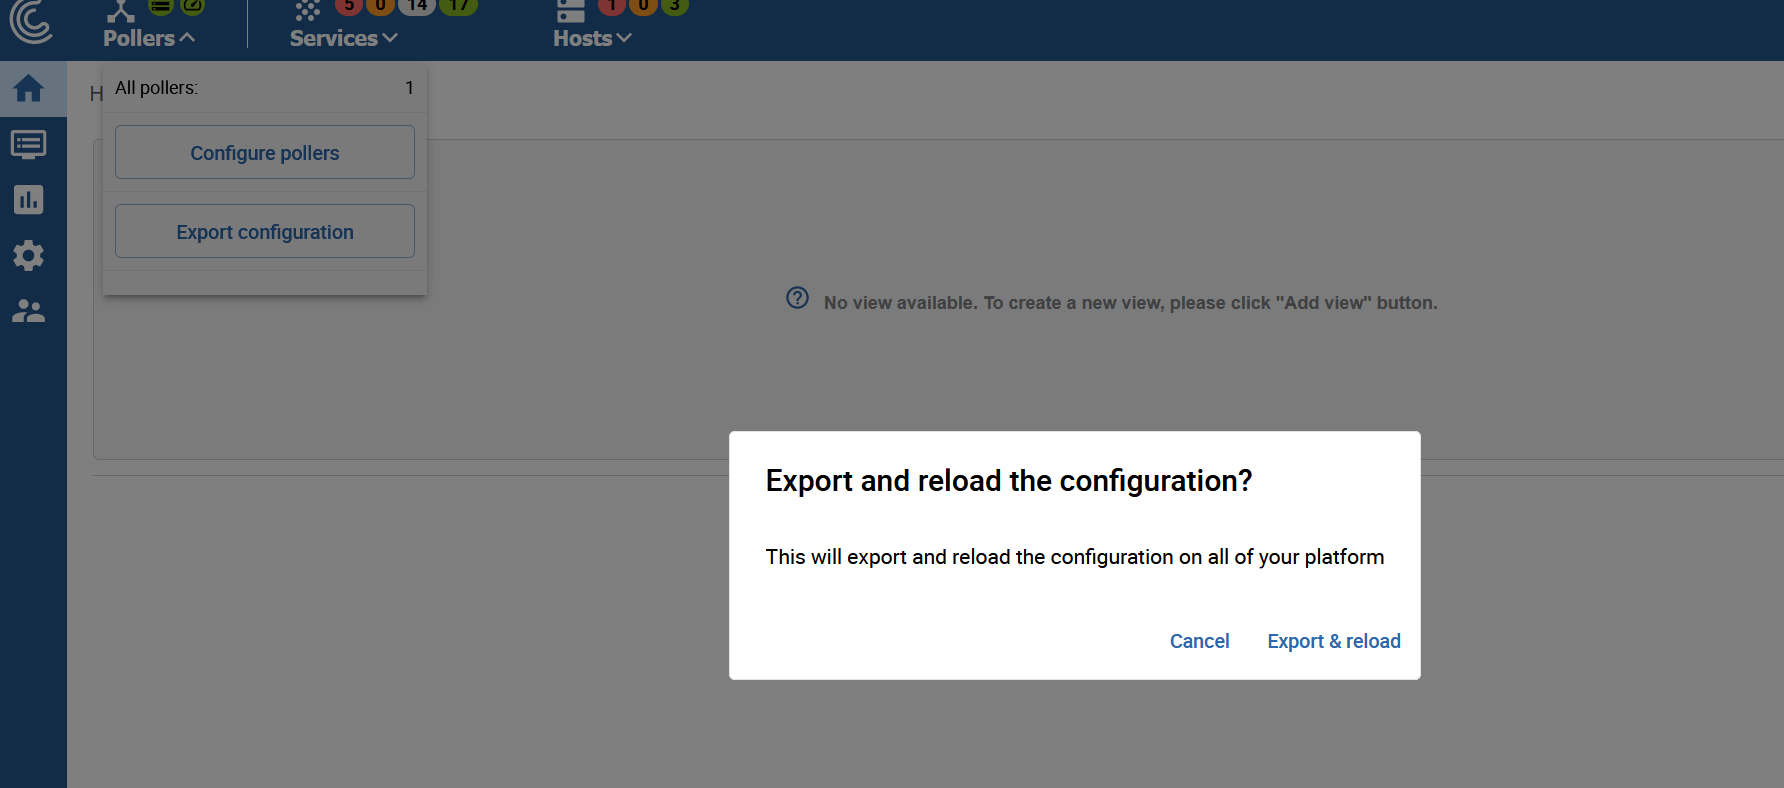 5 0 14 17
1 0 3
Pollers
Services
Hosts
H
All pollers: 1
Configure pollers
Export configuration
No view available. To create a new view, please click "Add view" button.
Export and reload the configuration?
This will export and reload the configuration on all of your platform
Cancel Export & reload